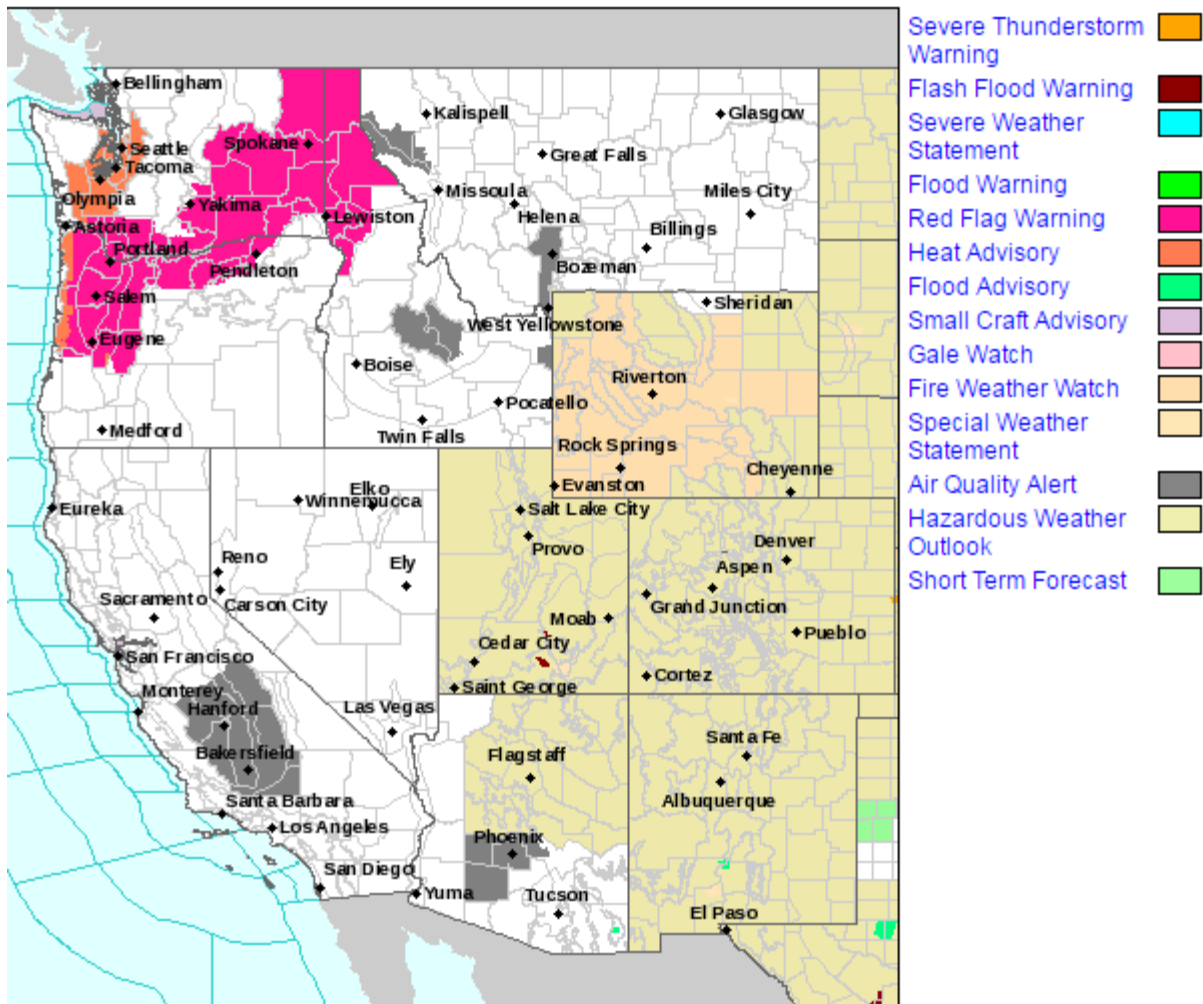 Bellingham
Seattle
Tacoma
Olympia
Spokane
Yakima
Lewiston
Astoria
Portland
Pendleton
Salem
Eugene
Medford
Kalispell
Glasgow
Great Falls
Missoula
Helena
Miles City
Billings
Bozeman
West Yellowstone
Boise
Pocatello
Twin Falls
Sheridan
Riverton
Rock Springs
Evanston
Cheyenne
Eureka
Winnemucca
Elko
Reno
Carson City
Ely
Sacramento
San Francisco
Monterey
Hanford
Bakersfield
Las Vegas
Santa Barbara
Los Angeles
San Diego
Salt Lake City
Provo
Moab
Cedar City
Saint George
Denver
Aspen
Grand Junction
Pueblo
Cortez
Flagstaff
Phoenix
Yuma
Tucson
Santa Fe
Albuquerque
El Paso
Severe Thunderstorm
Warning
Flash Flood Warning
Severe Weather
Statement
Flood Warning
Red Flag Warning
Heat Advisory
Flood Advisory
Small Craft Advisory
Gale Watch
Fire Weather Watch
Special Weather
Statement
Air Quality Alert
Hazardous Weather
Outlook
Short Term Forecast